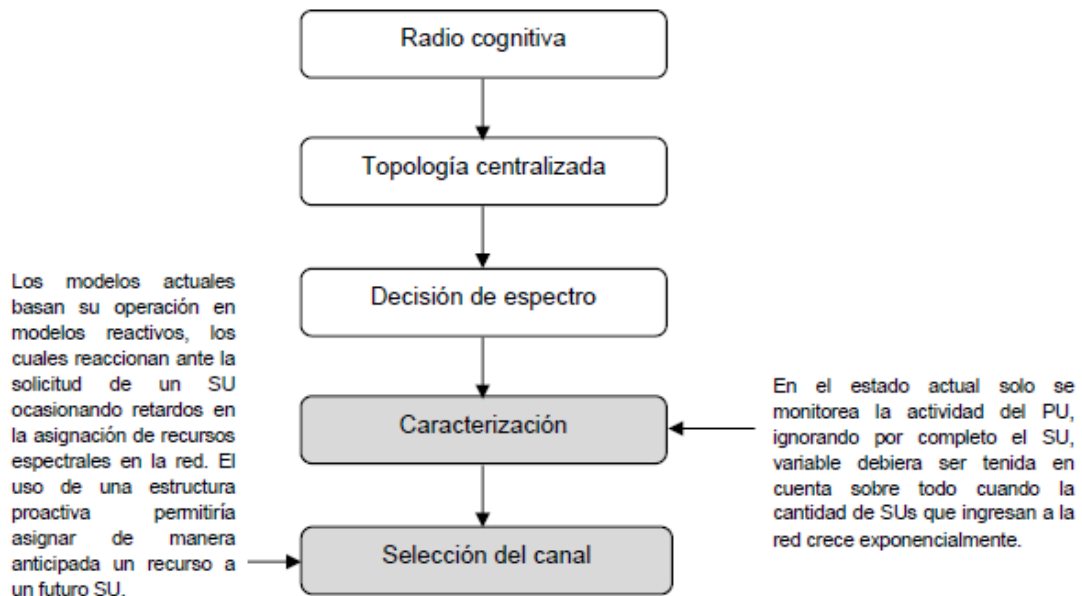 Radio cognitiva
Topología centralizada
Decisión de espectro
Caracterización
Selección del canal
Los modelos actuales
basan su operación en
modelos reactivos, los
cuales reaccionan ante la
solicitud de un SU
ocasionando retardos en
la asignación de recursos
espectrales en la red. El
uso de una estructura
proactiva permitiría
asignar de manera
anticipada un recurso a
un futuro SU.
En el estado actual solo se
monitorea la actividad del PU,
ignorando por completo el SU,
variable debiera ser tenida en
cuenta sobre todo cuando la
cantidad de SUs que ingresan a la
red crece exponencialmente.